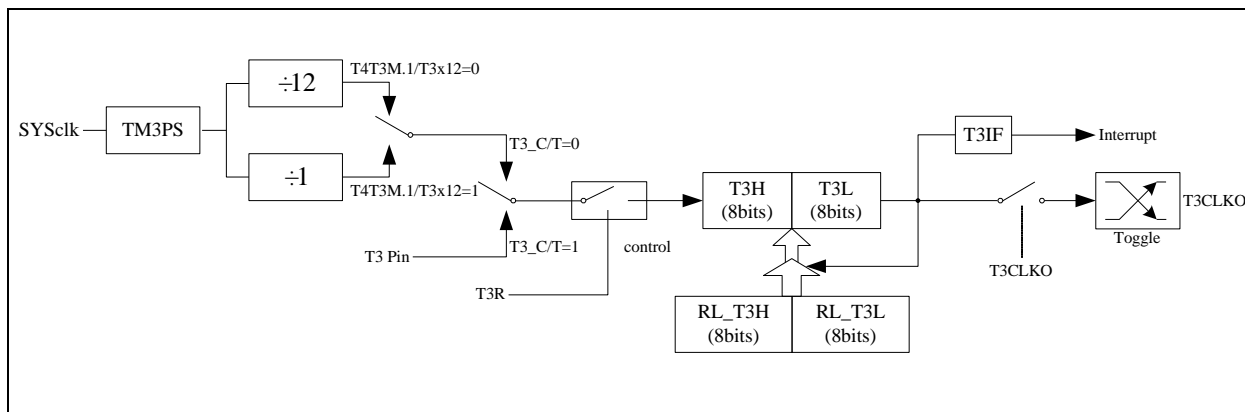 T4T3M.1/T3x12=0
÷12
SYSclk
TM3PS
÷1
T4T3M.1/T3x12=1
T3_C/T=0
T3_C/T=1
T3 Pin
T3R
control
T3H
(8bits)
T3L
(8bits)
RL_T3H
(8bits)
RL_T3L
(8bits)
T3IF
Interrupt
T3CLKO
Toggle
T3CLKO